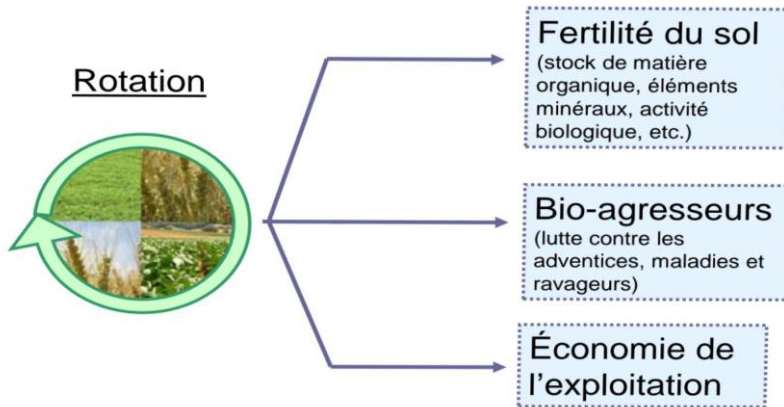 Rotation
Fertilité du sol
(stock de matière
organique, éléments
minéraux, activité
biologique, etc.)
Bio-agresseurs
(lutte contre les
adventices, maladies et
ravageurs)
Économie de
l'exploitation